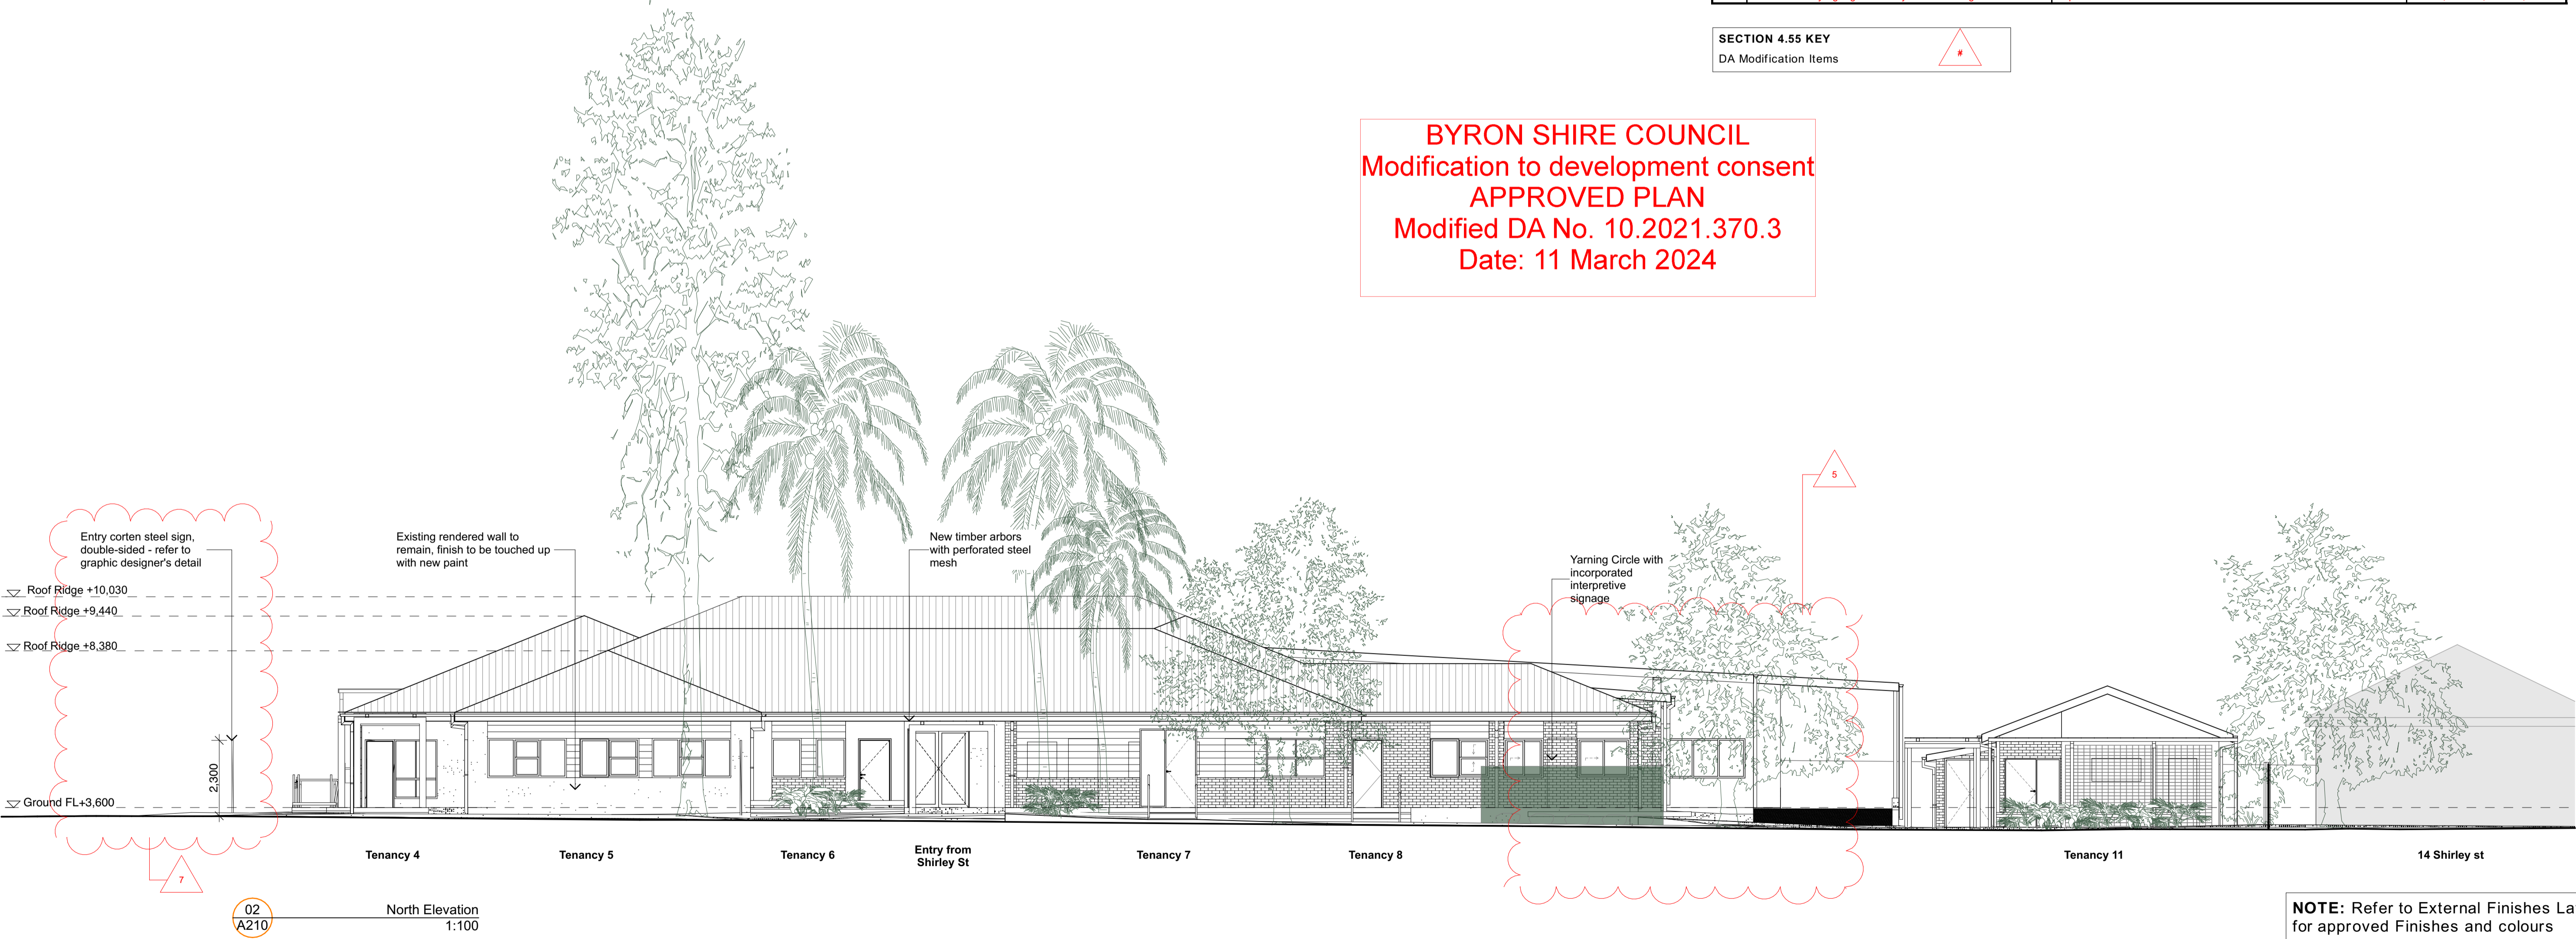 SECTION 4.55 KEY
DA Modification Items
#
BYRON SHIRE COUNCIL
Modification to development consent
APPROVED PLAN
Modified DA No. 10.2021.370.3
Date: 11 March 2024
5
Entry corten steel sign,
double-sided - refer to
graphic designer's detail
Existing rendered wall to
remain, finish to be touched up
with new paint
New timber arbors
with perforated steel
mesh
Yarning Circle with
incorporated
interpretive
signage
Roof Ridge +10,030
Roof Ridge +9,440
Roof Ridge +8,380
2,300
Ground FL+3,600
Tenancy 4
Tenancy 5
Tenancy 6
Entry from
Shirley St
Tenancy 7
Tenancy 8
Tenancy 11
14 Shirley st
7
02
A210
North Elevation
1:100
NOTE: Refer to External Finishes La
for approved Finishes and colours